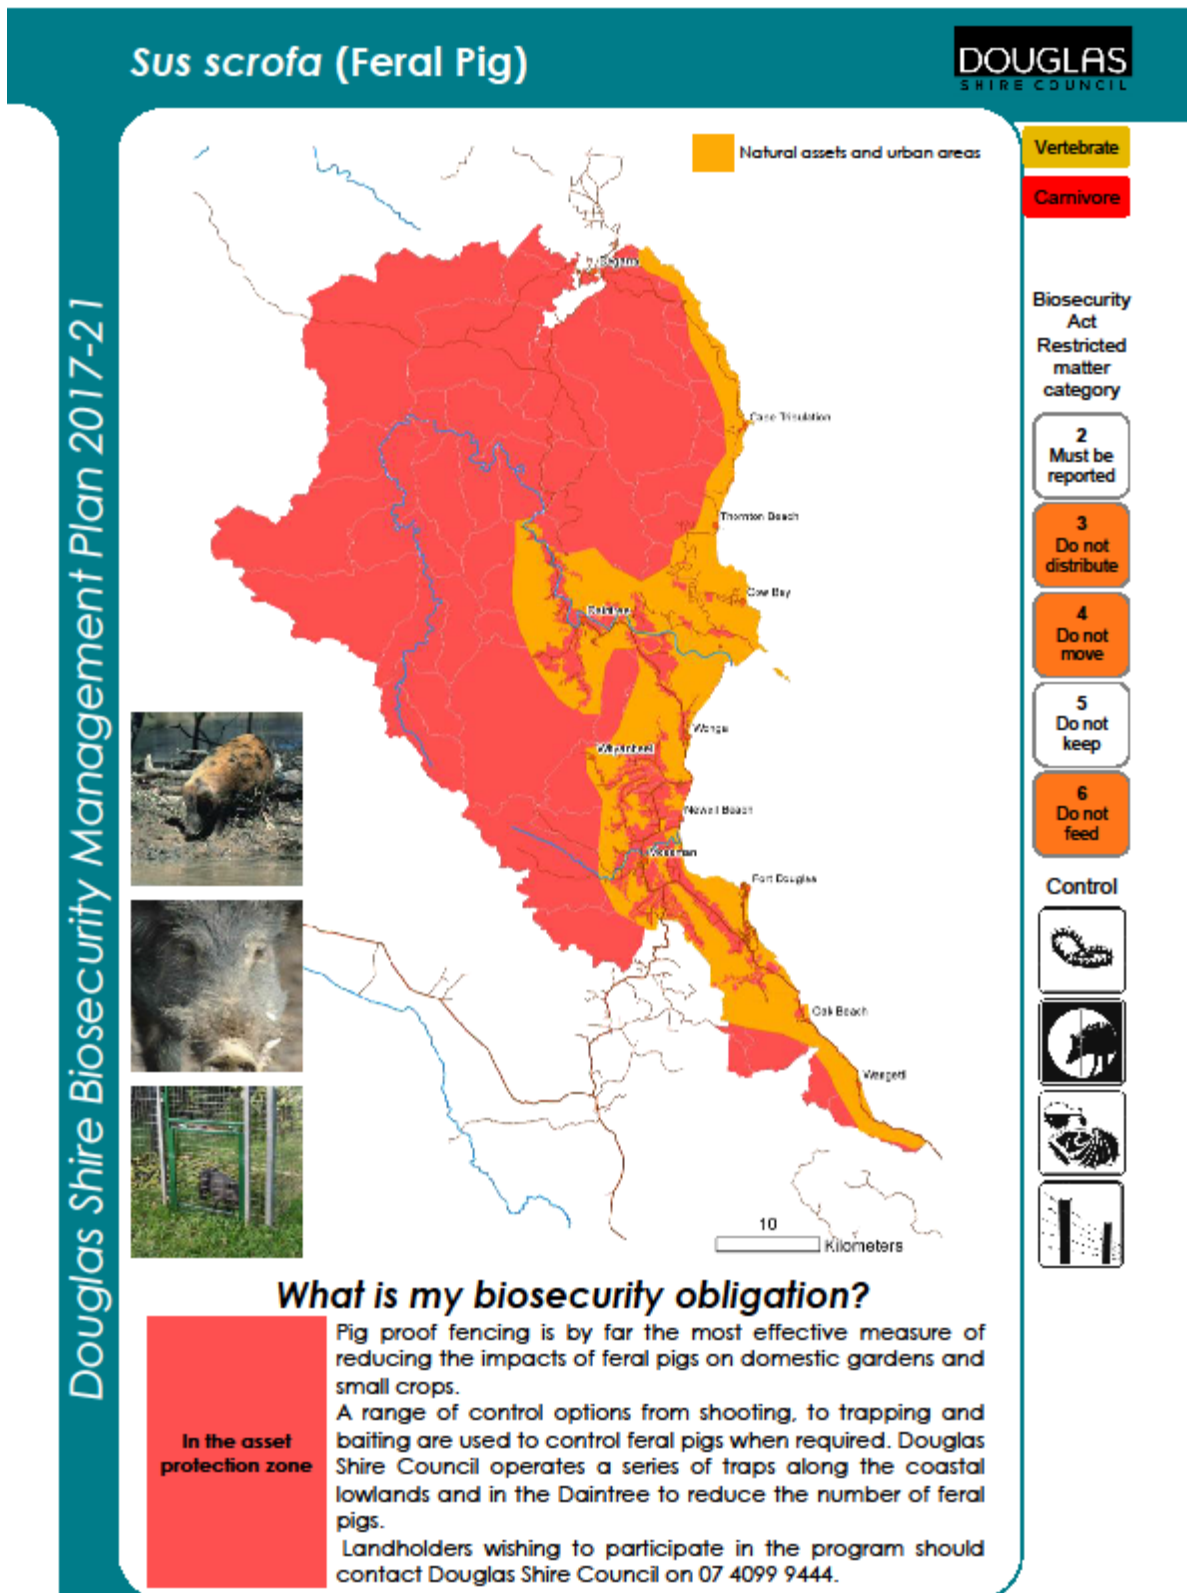 Sus scrofa (Feral Pig)
DOUGLAS
SHIRE COUNCIL
Douglas Shire Biosecurity Management Plan 2017-21
Natural assets and urban areas
Vertebrate
Carnivore
Biosecurity
Act
Restricted
matter
category
2
Must be
reported
3
Do not
distribute
4
Do not
move
5
Do not
keep
6
Do not
feed
Control
Cape Tribulation
Thornton Beach
Cow Bay
Daintree
Wonga
Whyanbeel
Newell Beach
Mossman
Port Douglas
Oak Beach
Wangetti
10
Kilometers
What is my biosecurity obligation?
In the asset
protection zone
Pig proof fencing is by far the most effective measure of
reducing the impacts of feral pigs on domestic gardens and
small crops.
A range of control options from shooting, to trapping and
baiting are used to control feral pigs when required. Douglas
Shire Council operates a series of traps along the coastal
lowlands and in the Daintree to reduce the number of feral
pigs.
Landholders wishing to participate in the program should
contact Douglas Shire Council on 07 4099 9444.